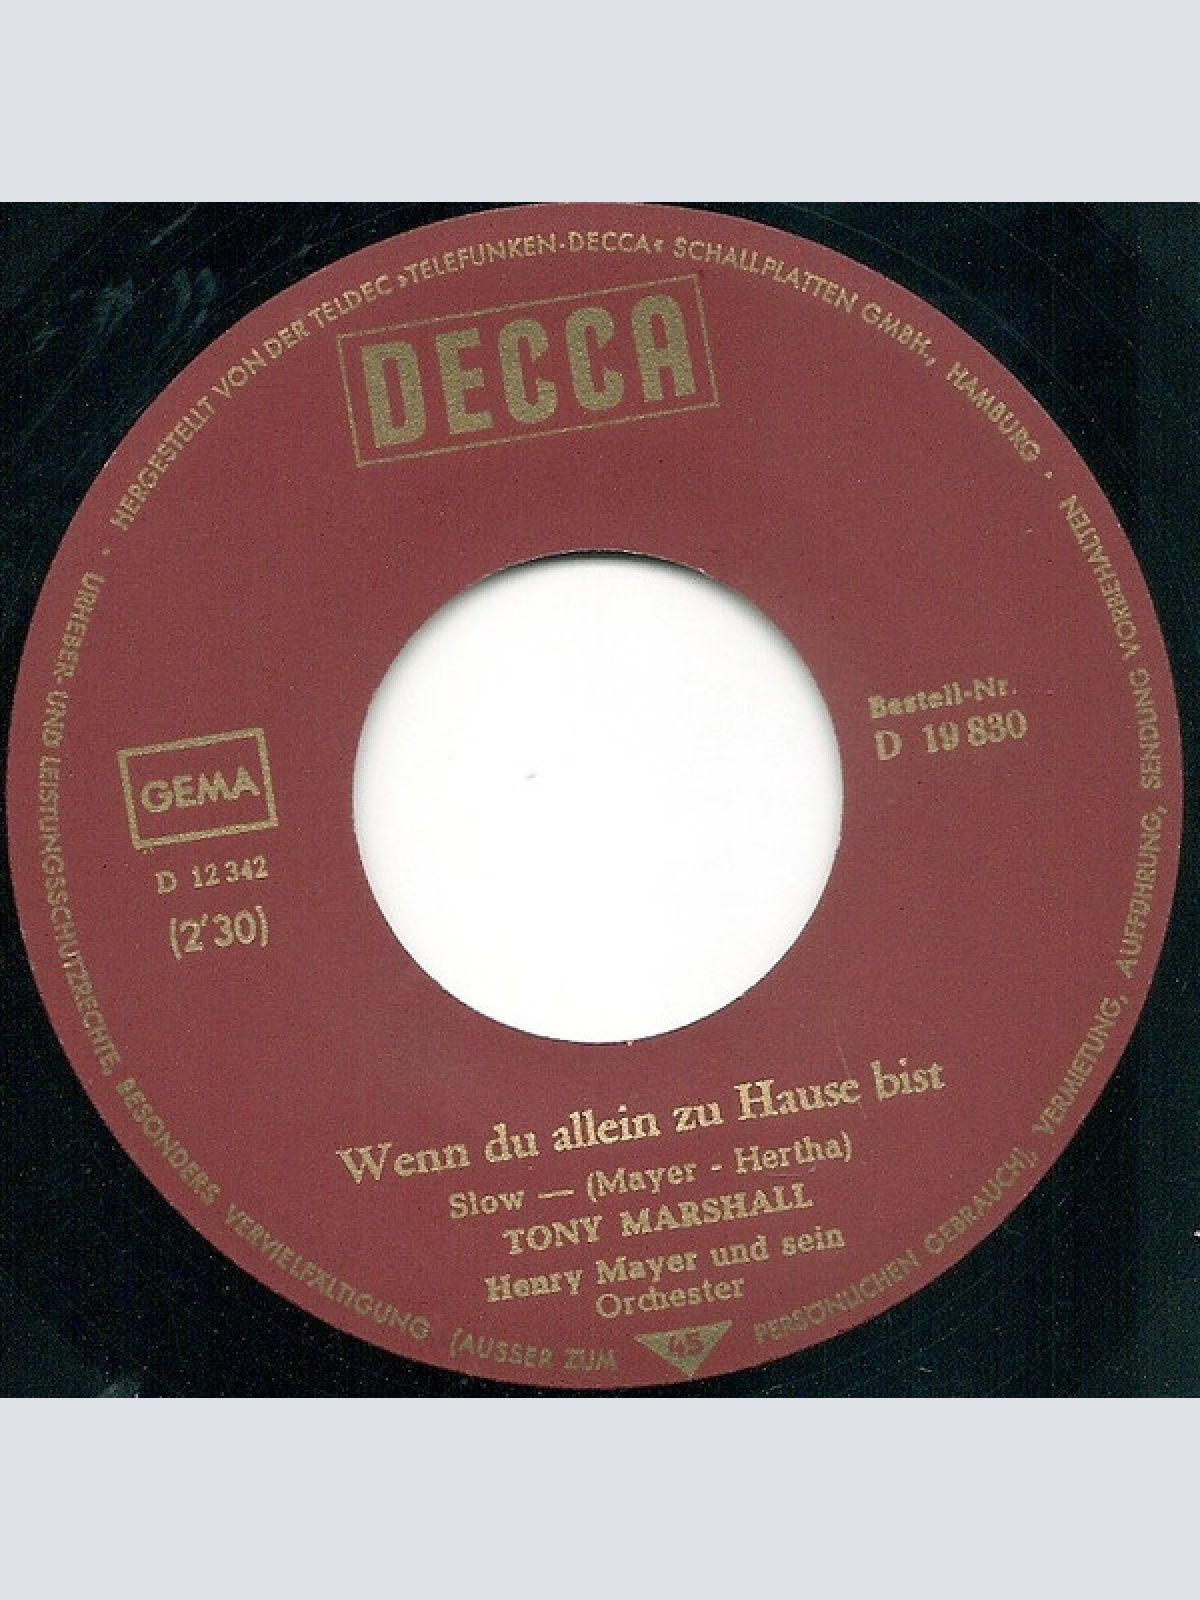 HERGESTELLT VON DER TELDEC »TELEFUNKEN-DECCA« SCHALLPLATTEN GMBH., HAMBURG ·
DECCA
Bestell-Nr.
D 19 830
GEMA
D 12 342
(2'30)
Wenn du allein zu Hause bist
Slow — (Mayer - Hertha)
TONY MARSHALL
Henry Mayer und sein
Orchester
45
· URHEBER- UND LEISTUNGSSCHUTZRECHTE, BESONDERS VERVIELFÄLTIGUNG (AUSSER ZUM PERSÖNLICHEN GEBRAUCH), VERMIETUNG, AUFFÜHRUNG, SENDUNG VORBEHALTEN